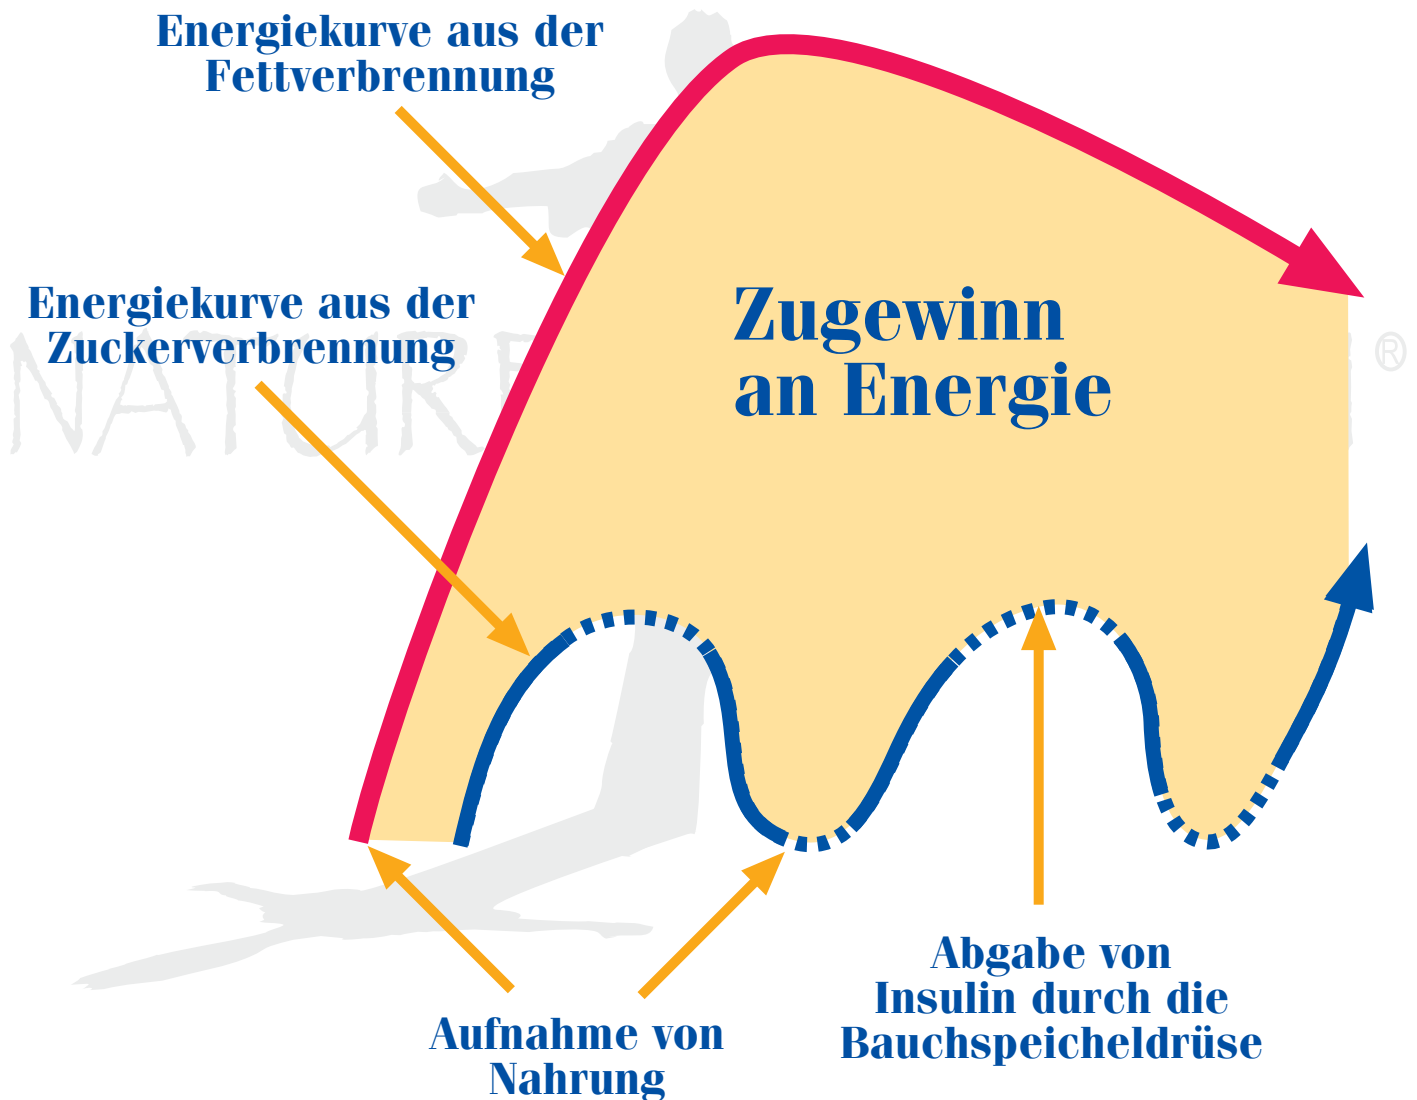 Energiekurve aus der
Fettverbrennung
Energiekurve aus der
Zuckerverbrennung
Zugewinn
an Energie
®
Abgabe von
Insulin durch die
Bauchspeicheldrüse
Aufnahme von
Nahrung